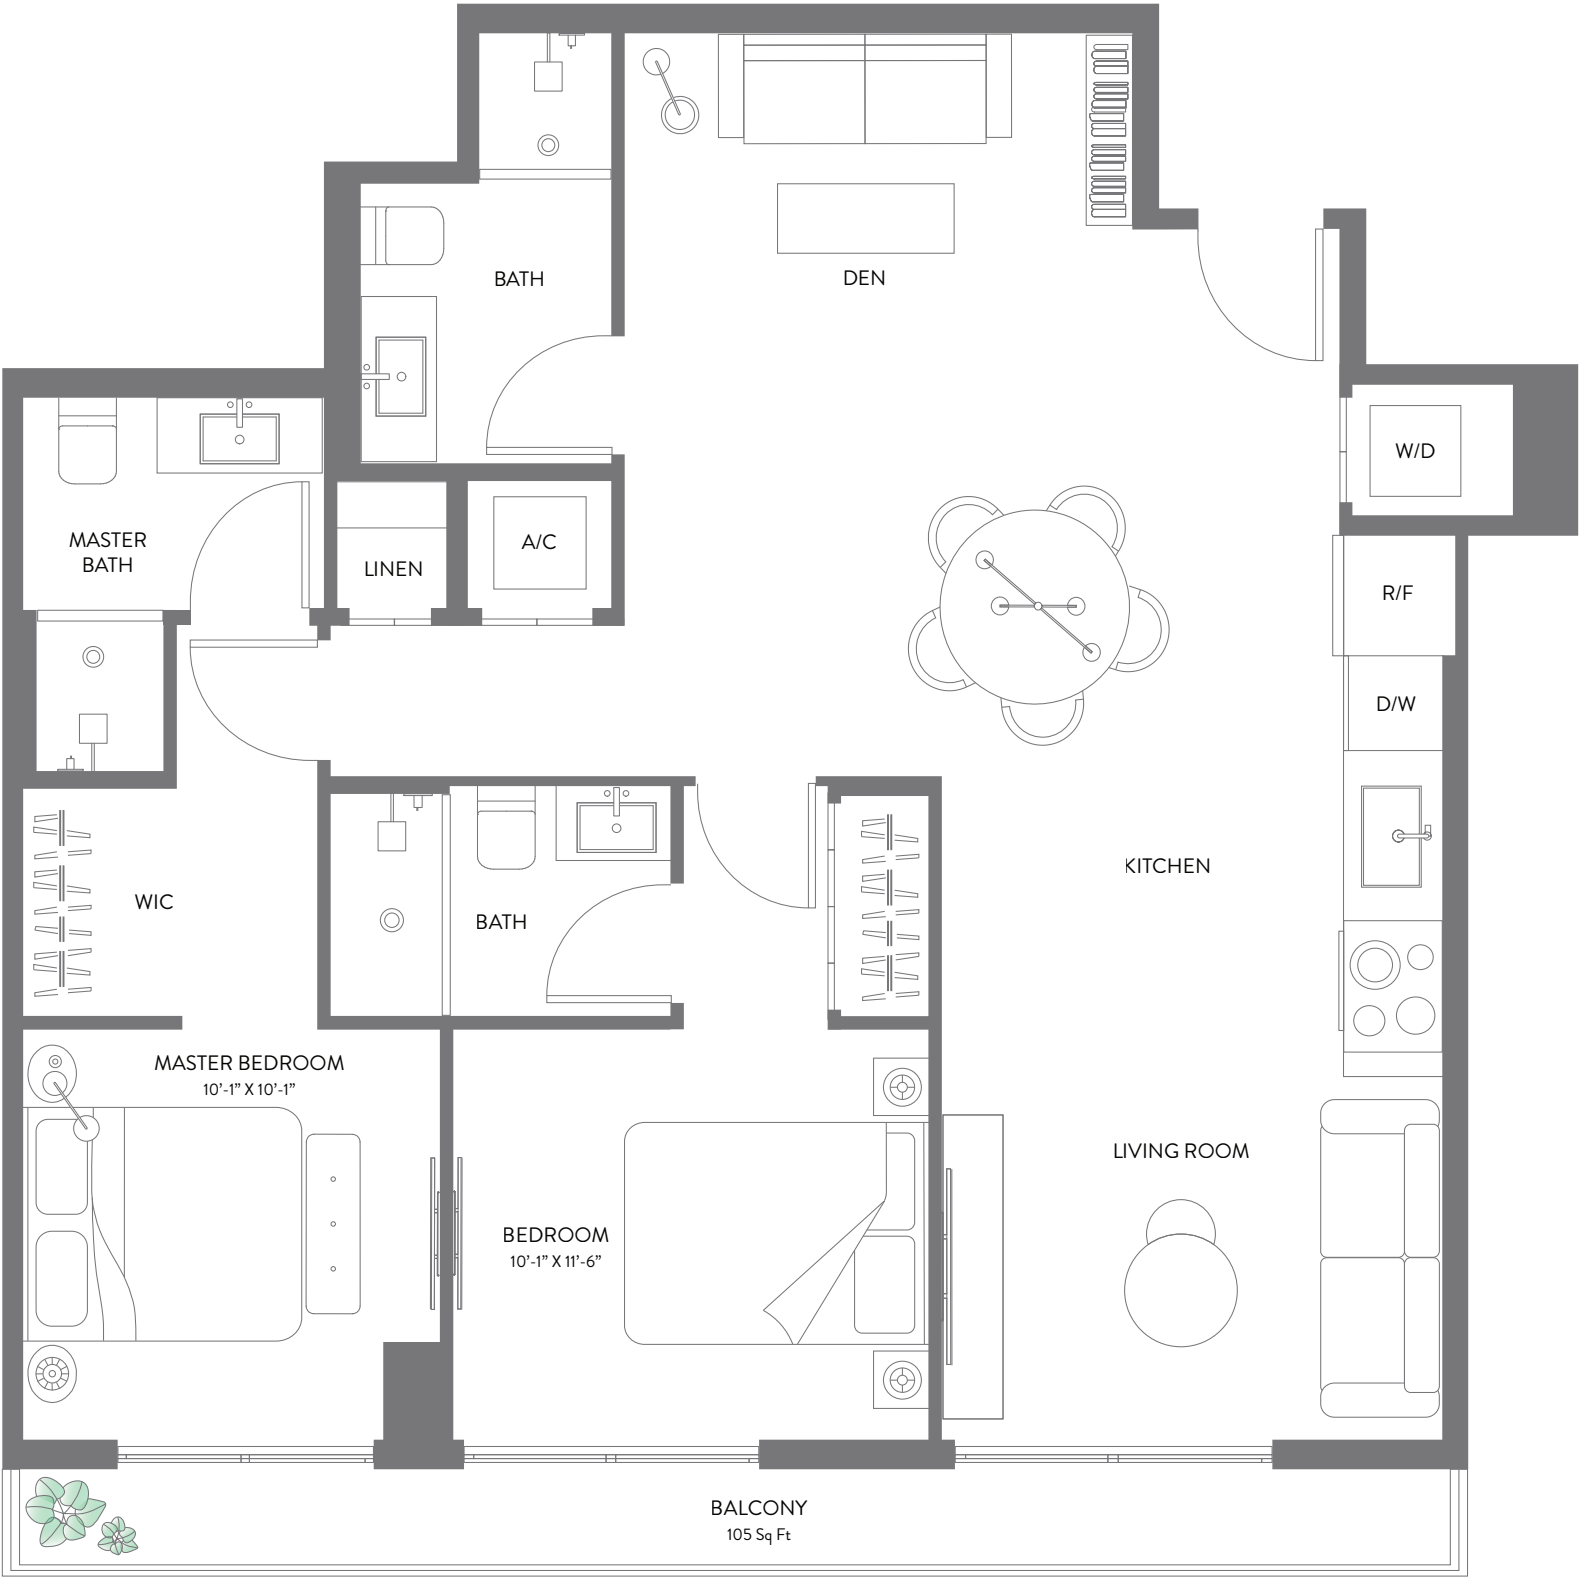 BATH
DEN
W/D
MASTER
BATH
LINEN
A/C
R/F
D/W
KITCHEN
WIC
BATH
MASTER BEDROOM
10'-1" X 10'-1"
LIVING ROOM
BEDROOM
10'-1" X 11'-6"
BALCONY
105 Sq Ft